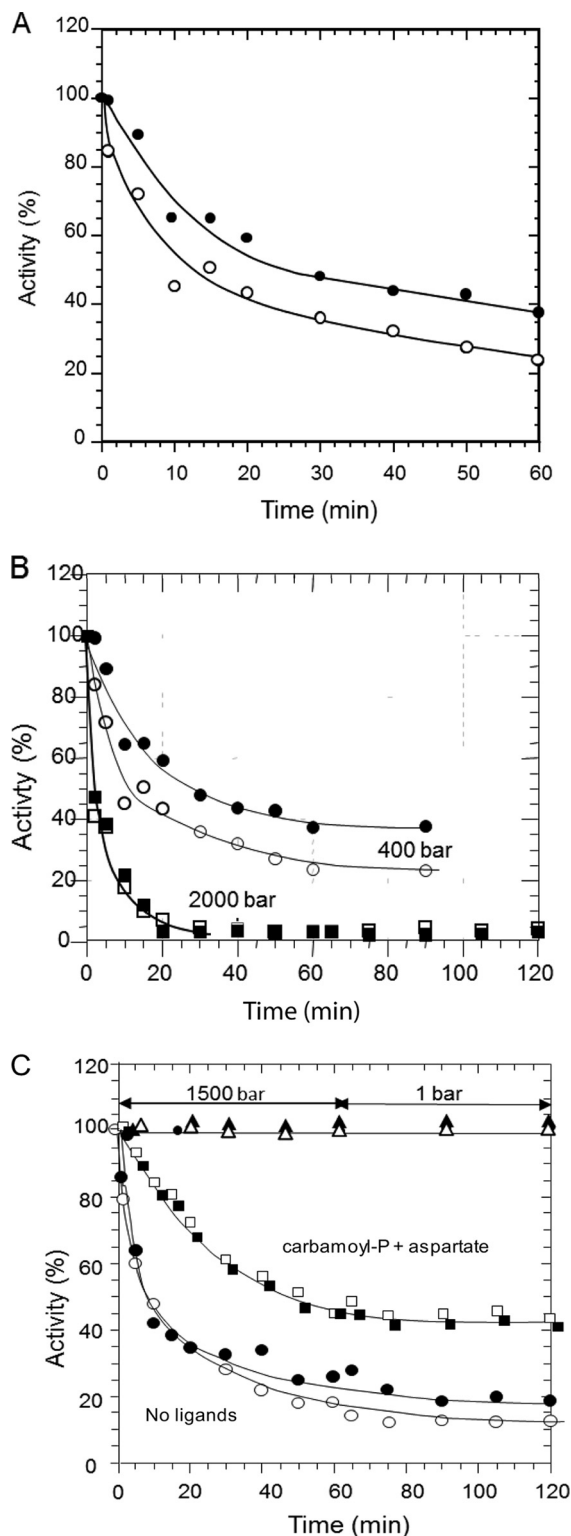 A
120
100
80
60
40
20
0
Activity (%)
0 10 20 30 40 50 60
Time (min)
B
120
100
80
60
40
20
0
Activty (%)
400 bar
2000 bar
0 20 40 60 80 100 120
Time (min)
C
120
100
80
60
40
20
0
Activity (%)
1500 bar 1 bar
carbamoyl-P + aspartate
No ligands
0 20 40 60 80 100 120
Time (min)